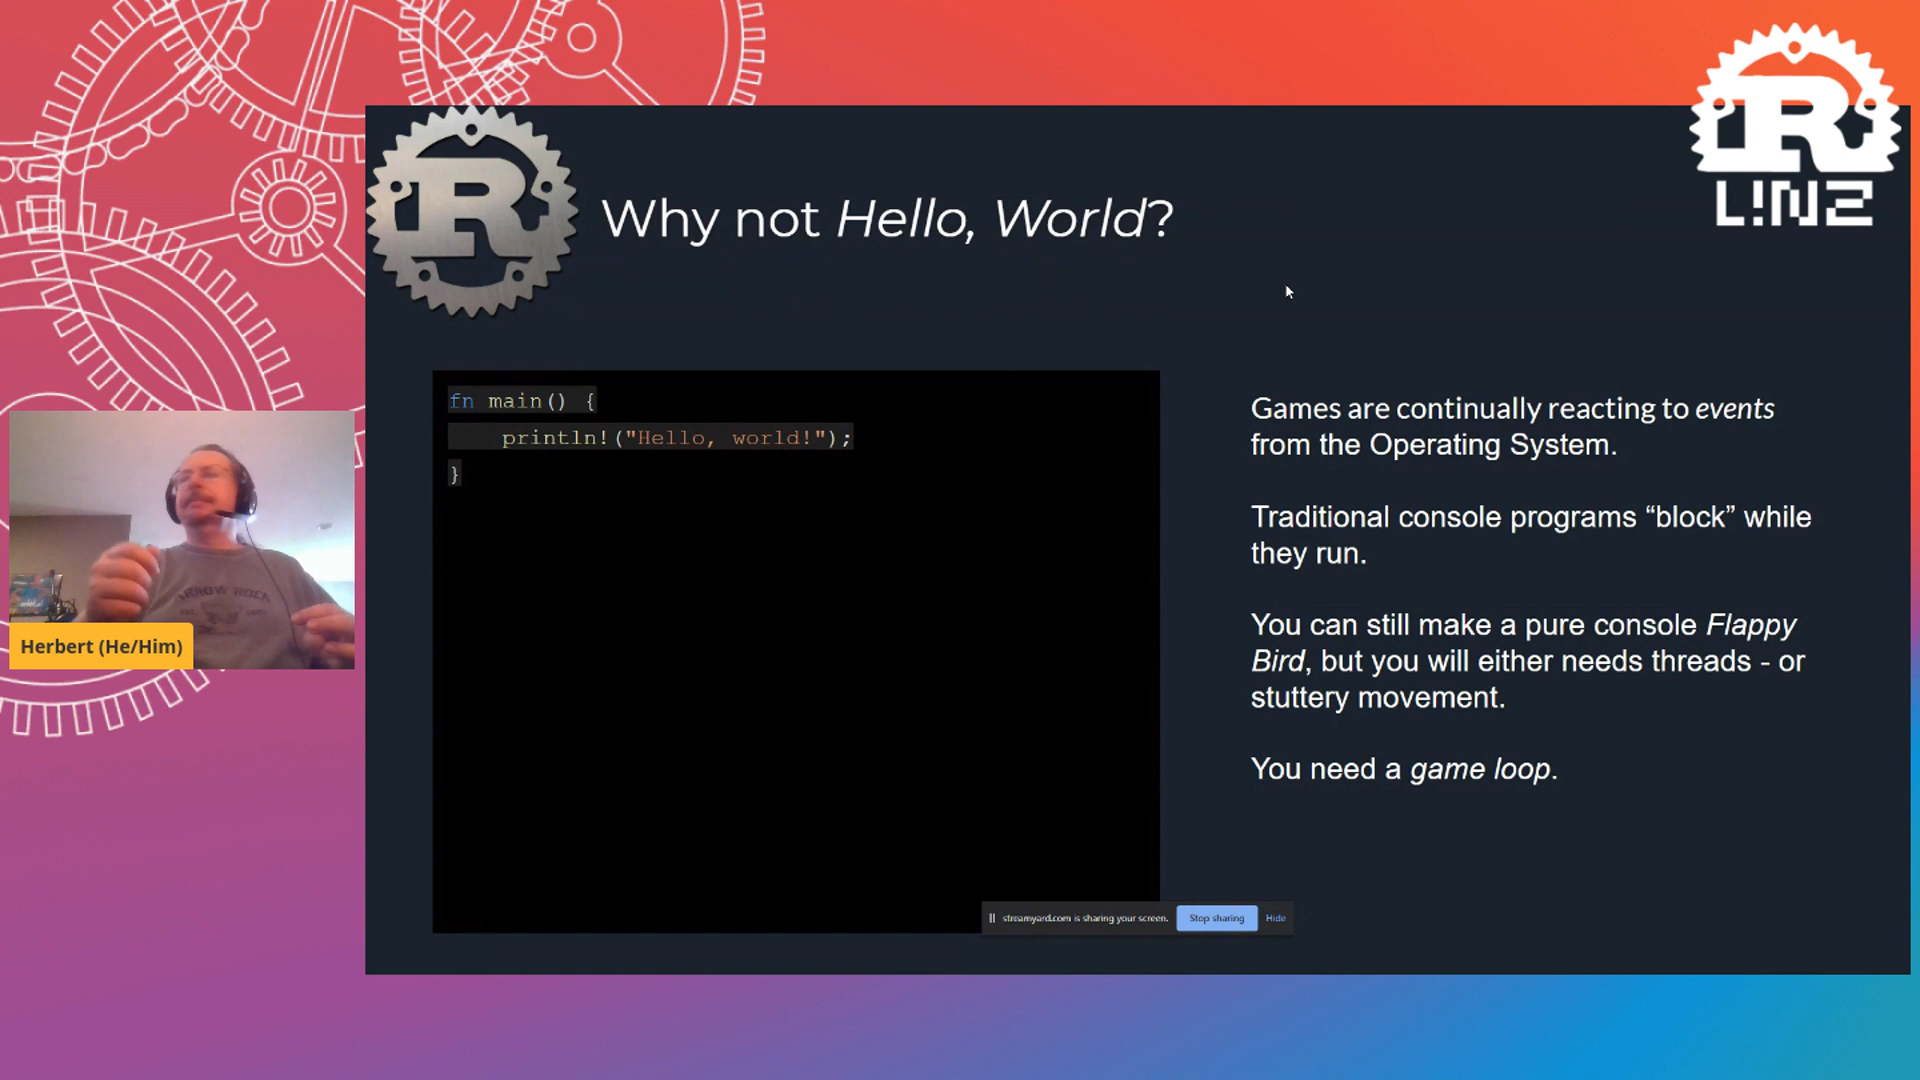 R
L!NZ
R
Why not Hello, World?
fn main() {
println!("Hello, world!");
}
Games are continually reacting to events
from the Operating System.
Traditional console programs “block” while
they run.
You can still make a pure console Flappy
Bird, but you will either needs threads - or
stuttery movement.
You need a game loop.
ARROW ROCK
Herbert (He/Him)
streamyard.com is sharing your screen.
Stop sharing
Hide